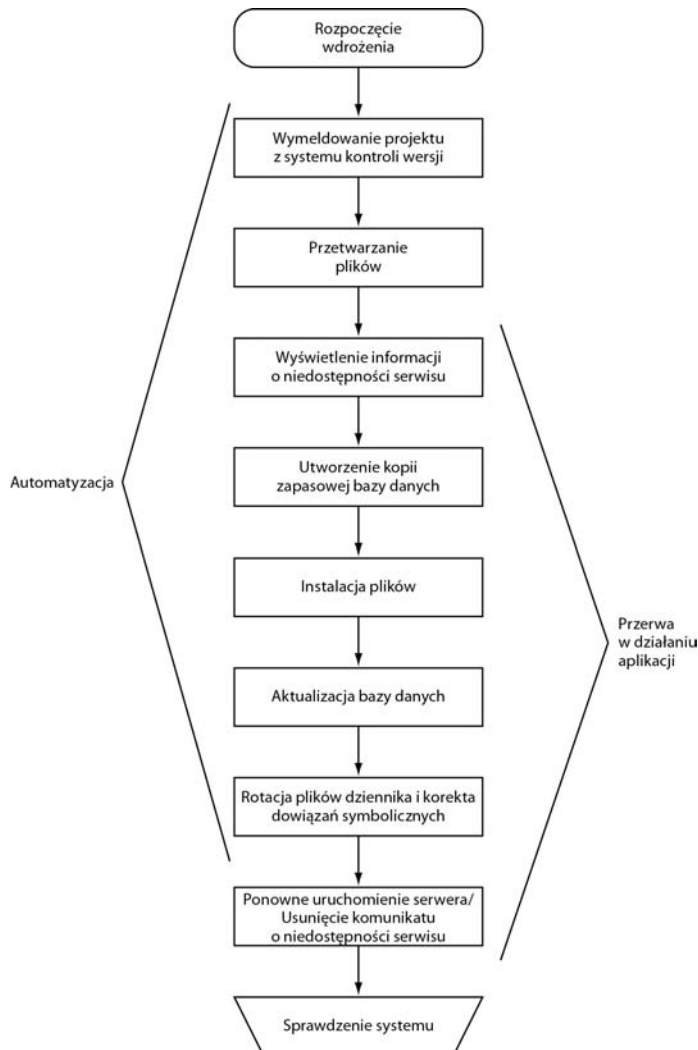 Rozpoczęcie
wdrożenia
Wymeldowanie projektu
z systemu kontroli wersji
Przetwarzanie
plików
Wyświetlenie informacji
o niedostępności serwisu
Automatyzacja
Utworzenie kopii
zapasowej bazy danych
Instalacja plików
Przerwa
w działaniu
aplikacji
Aktualizacja bazy danych
Rotacja plików dziennika i korekta
dowiązań symbolicznych
Ponowne uruchomienie serwera/
Usunięcie komunikatu
o niedostępności serwisu
Sprawdzenie systemu